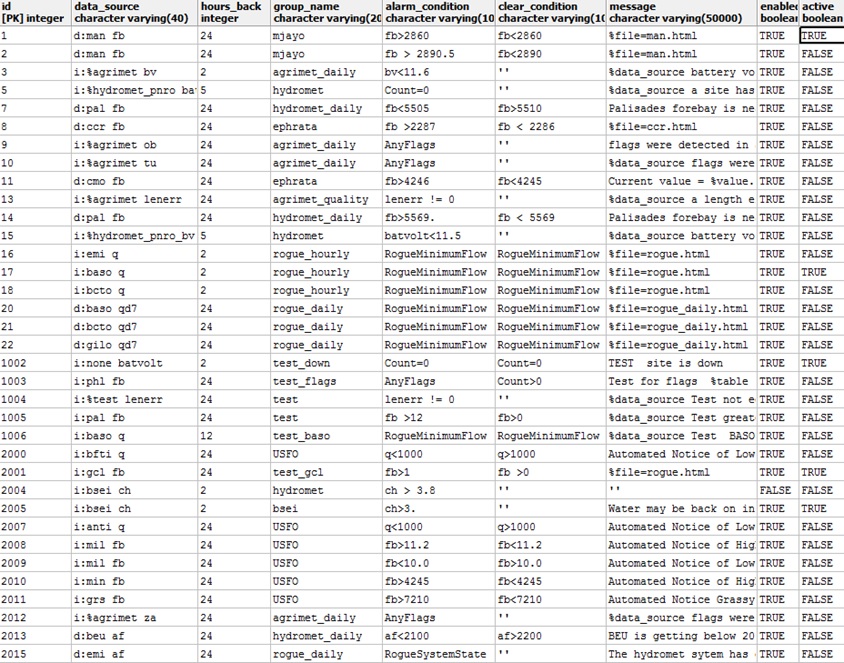 id data_source hours_back group_name alarm_condition clear_condition message enabled active
[PK] integer character varying(40) integer character varying(20 character varying(10 character varying(10 character varying(50000) boolean boolean
1 d:man fb 24 mjayo fb>2860 fb<2860 %file=man.html TRUE TRUE
2 d:man fb 24 mjayo fb > 2890.5 fb<2890 %file=man.html TRUE FALSE
3 i:%agrimet bv 2 agrimet_daily bv<11.6 '' %data_source battery vo TRUE FALSE
5 i:%hydromet_pnro ba 5 hydromet Count=0 '' %data_source a site has TRUE FALSE
7 d:pal fb 24 hydromet_daily fb<5505 fb>5510 Palisades forebay is ne TRUE FALSE
8 d:ccr fb 24 ephrata fb >2287 fb < 2286 %file=ccr.html TRUE FALSE
9 i:%agrimet ob 24 agrimet_daily AnyFlags '' flags were detected in TRUE FALSE
10 i:%agrimet tu 24 agrimet_daily AnyFlags '' %data_source flags were TRUE FALSE
11 d:cmo fb 24 ephrata fb>4246 fb<4245 Current value = %value. TRUE FALSE
13 i:%agrimet lenerr 24 agrimet_quality lenerr != 0 '' %data_source a length e TRUE FALSE
14 d:pal fb 24 hydromet_daily fb>5569. fb < 5569 Palisades forebay is ne TRUE FALSE
15 i:%hydromet_pnro_bv 5 hydromet batvolt<11.5 '' %data_source battery vo TRUE FALSE
16 i:emi q 2 rogue_hourly RogueMinimumFlow RogueMinimumFlow %file=rogue.html TRUE FALSE
17 i:baso q 2 rogue_hourly RogueMinimumFlow RogueMinimumFlow %file=rogue.html TRUE TRUE
18 i:bcto q 2 rogue_hourly RogueMinimumFlow RogueMinimumFlow %file=rogue.html TRUE FALSE
20 d:baso qd7 24 rogue_daily RogueMinimumFlow RogueMinimumFlow %file=rogue_daily.html TRUE FALSE
21 d:bcto qd7 24 rogue_daily RogueMinimumFlow RogueMinimumFlow %file=rogue_daily.html TRUE FALSE
22 d:gilo qd7 24 rogue_daily RogueMinimumFlow RogueMinimumFlow %file=rogue_daily.html TRUE FALSE
1002 i:none batvolt 2 test_down Count=0 Count=0 TEST site is down TRUE TRUE
1003 i:phl fb 24 test_flags AnyFlags Count>0 Test for flags %table TRUE FALSE
1004 i:%test lenerr 24 test lenerr != 0 '' %data_source Test not e TRUE FALSE
1005 i:pal fb 24 test fb >12 fb>0 %data_source Test great TRUE FALSE
1006 i:baso q 12 test_baso RogueMinimumFlow RogueMinimumFlow %data_source Test BASO TRUE FALSE
2000 i:bfti q 24 USFO q<1000 q>1000 Automated Notice of Low TRUE FALSE
2001 i:gcl fb 24 test_gcl fb>1 fb >0 %file=rogue.html TRUE TRUE
2004 i:bsei ch 2 hydromet ch > 3.8 '' '' FALSE FALSE
2005 i:bsei ch 2 bsei ch>3. '' Water may be back on in TRUE TRUE
2007 i:anti q 24 USFO q<1000 q>1000 Automated Notice of Low TRUE FALSE
2008 i:mil fb 24 USFO fb>11.2 fb<11.2 Automated Notice of Hig TRUE FALSE
2009 i:mil fb 24 USFO fb<10.0 fb>10.0 Automated Notice of Low TRUE FALSE
2010 i:min fb 24 USFO fb>4245 fb<4245 Automated Notice of Hig TRUE FALSE
2011 i:grs fb 24 USFO fb>7210 fb<7210 Automated Notice Grassy TRUE FALSE
2012 i:%agrimet za 24 agrimet_daily AnyFlags '' %data_source flags were TRUE FALSE
2013 d:beu af 24 hydromet_daily af<2100 af>2200 BEU is getting below 20 TRUE FALSE
2015 d:emi af 24 rogue_daily RogueSystemState '' The hydromet sytem has TRUE FALSE